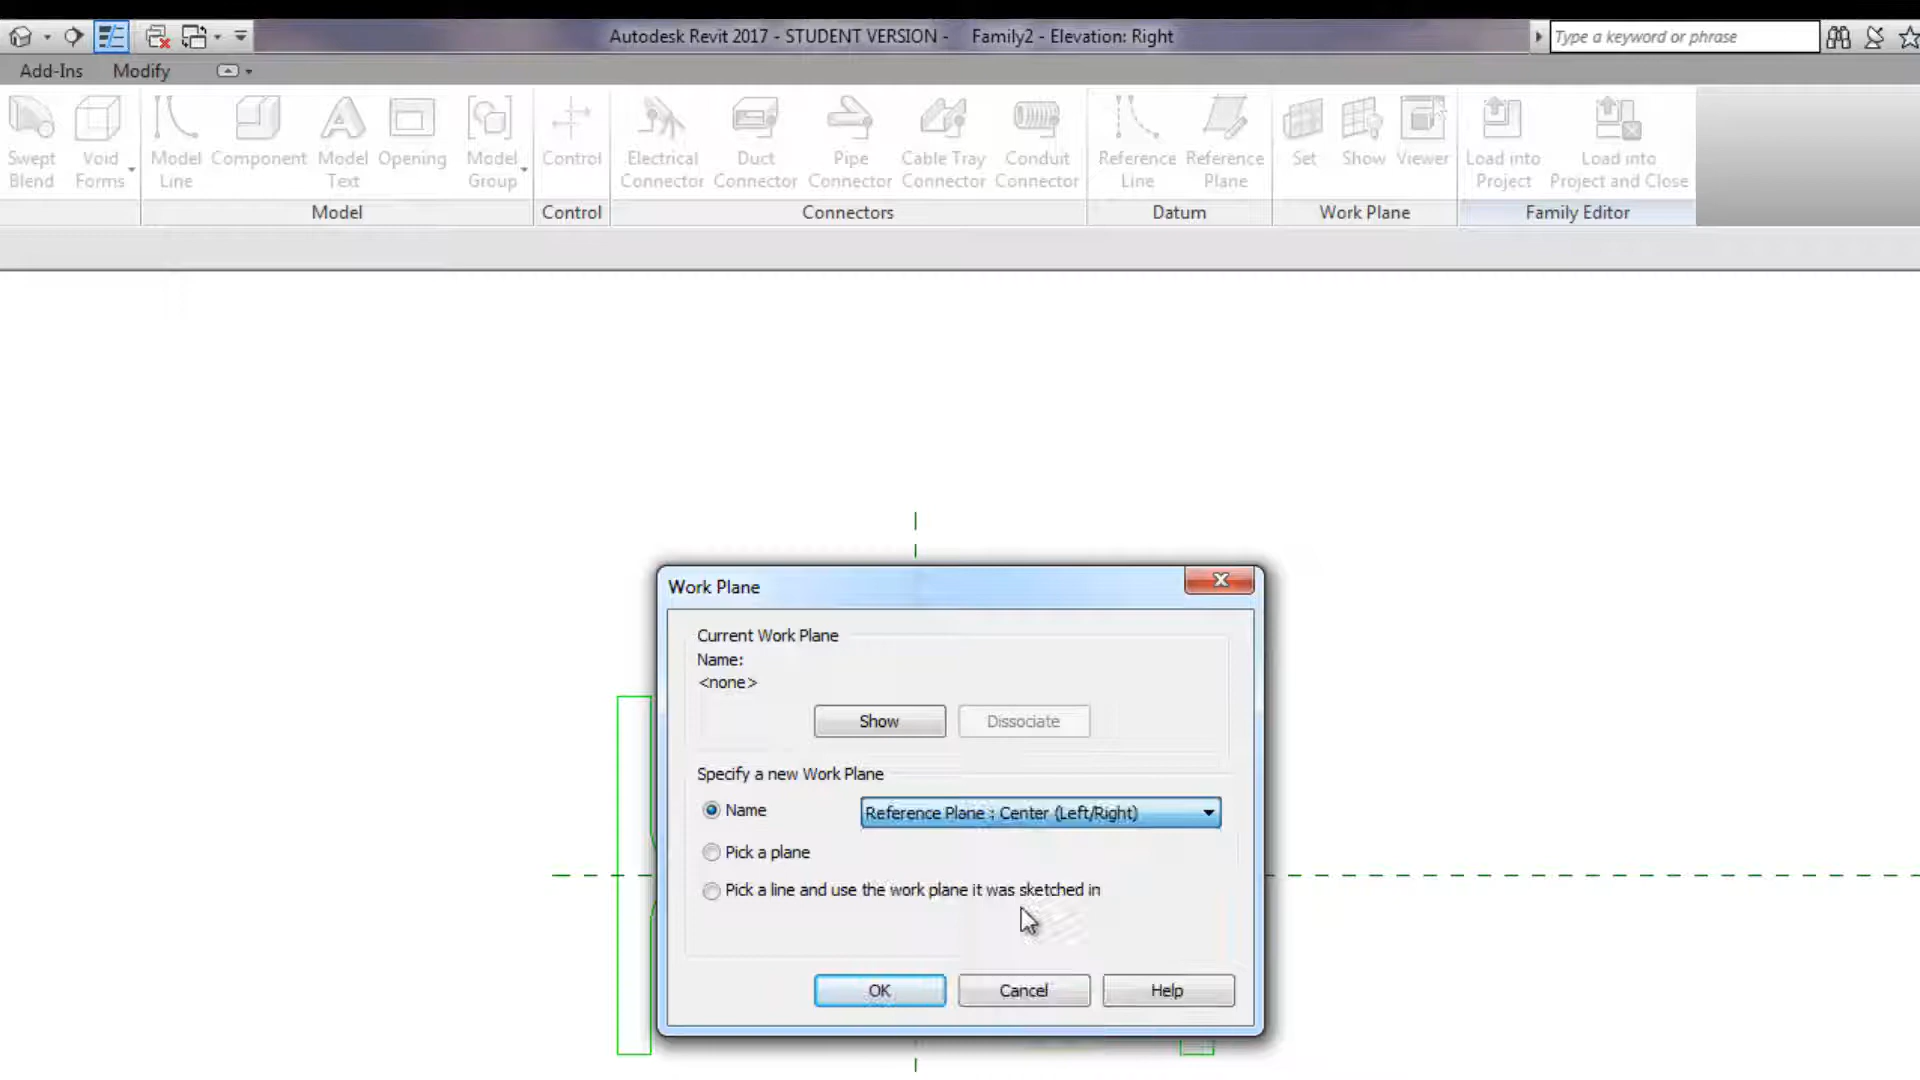 Autodesk Revit 2017 - STUDENT VERSION - Family2 - Elevation: Right
Type a keyword or phrase
Add-Ins Modify
Swept Blend
Void Forms
Model Line
Component
Model Text
Opening
Model Group
Control
Electrical Connector
Duct Connector
Pipe Connector
Cable Tray Connector
Conduit Connector
Reference Line
Reference Plane
Set
Show
Viewer
Load into Project
Load into Project and Close
Model
Control
Connectors
Datum
Work Plane
Family Editor
Work Plane
Current Work Plane
Name:
<none>
Show
Dissociate
Specify a new Work Plane
Name
Reference Plane : Center (Left/Right)
Pick a plane
Pick a line and use the work plane it was sketched in
OK
Cancel
Help